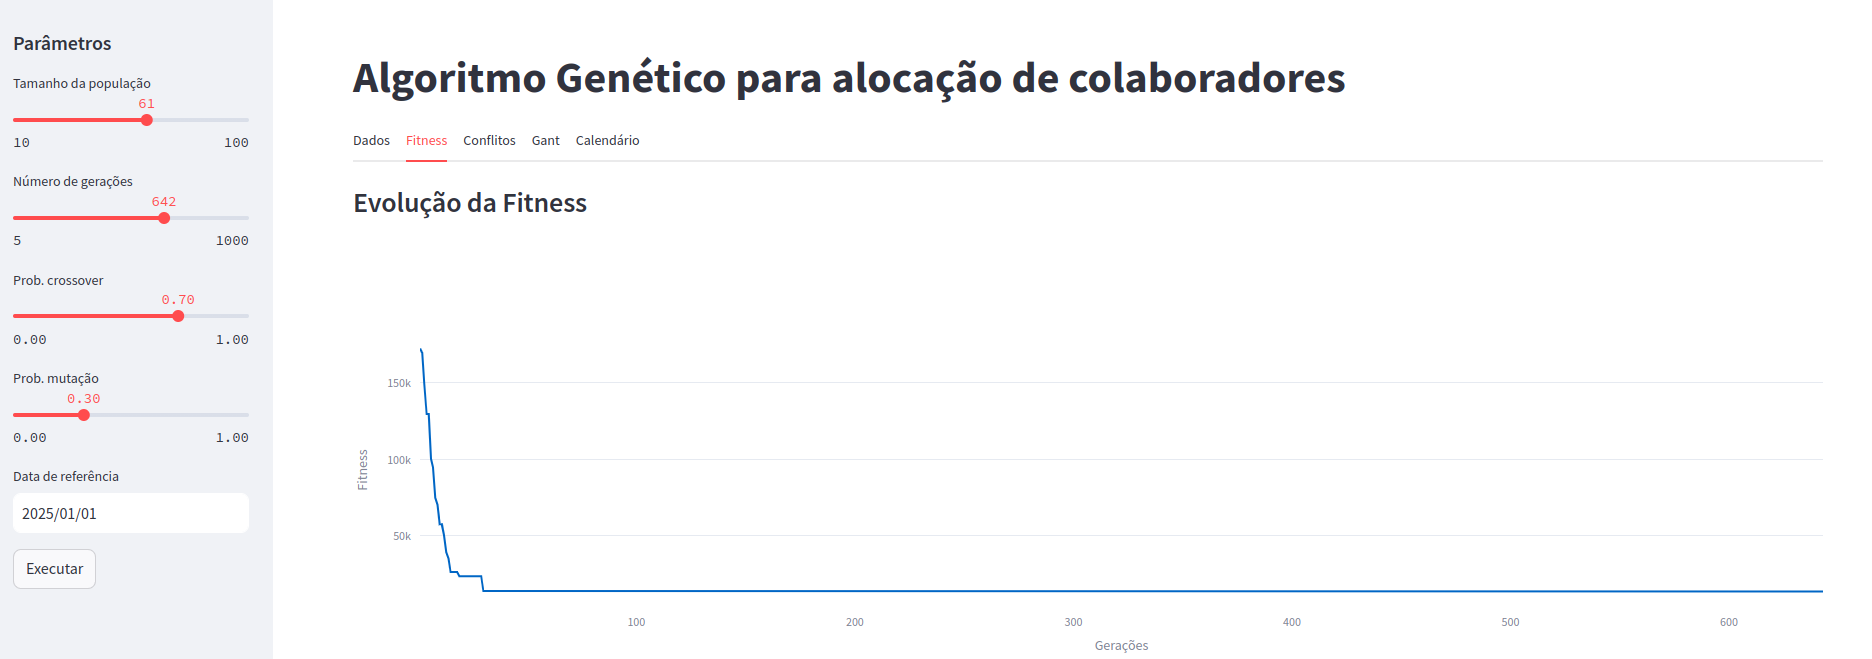 Parâmetros
Tamanho da população
61
10 100
Número de gerações
642
5 1000
Prob. crossover
0.70
0.00 1.00
Prob. mutação
0.30
0.00 1.00
Data de referência
2025/01/01
Executar
Algoritmo Genético para alocação de colaboradores
Dados Fitness Conflitos Gant Calendário
Evolução da Fitness
150k
100k
50k
Fitness
100 200 300 400 500 600
Gerações